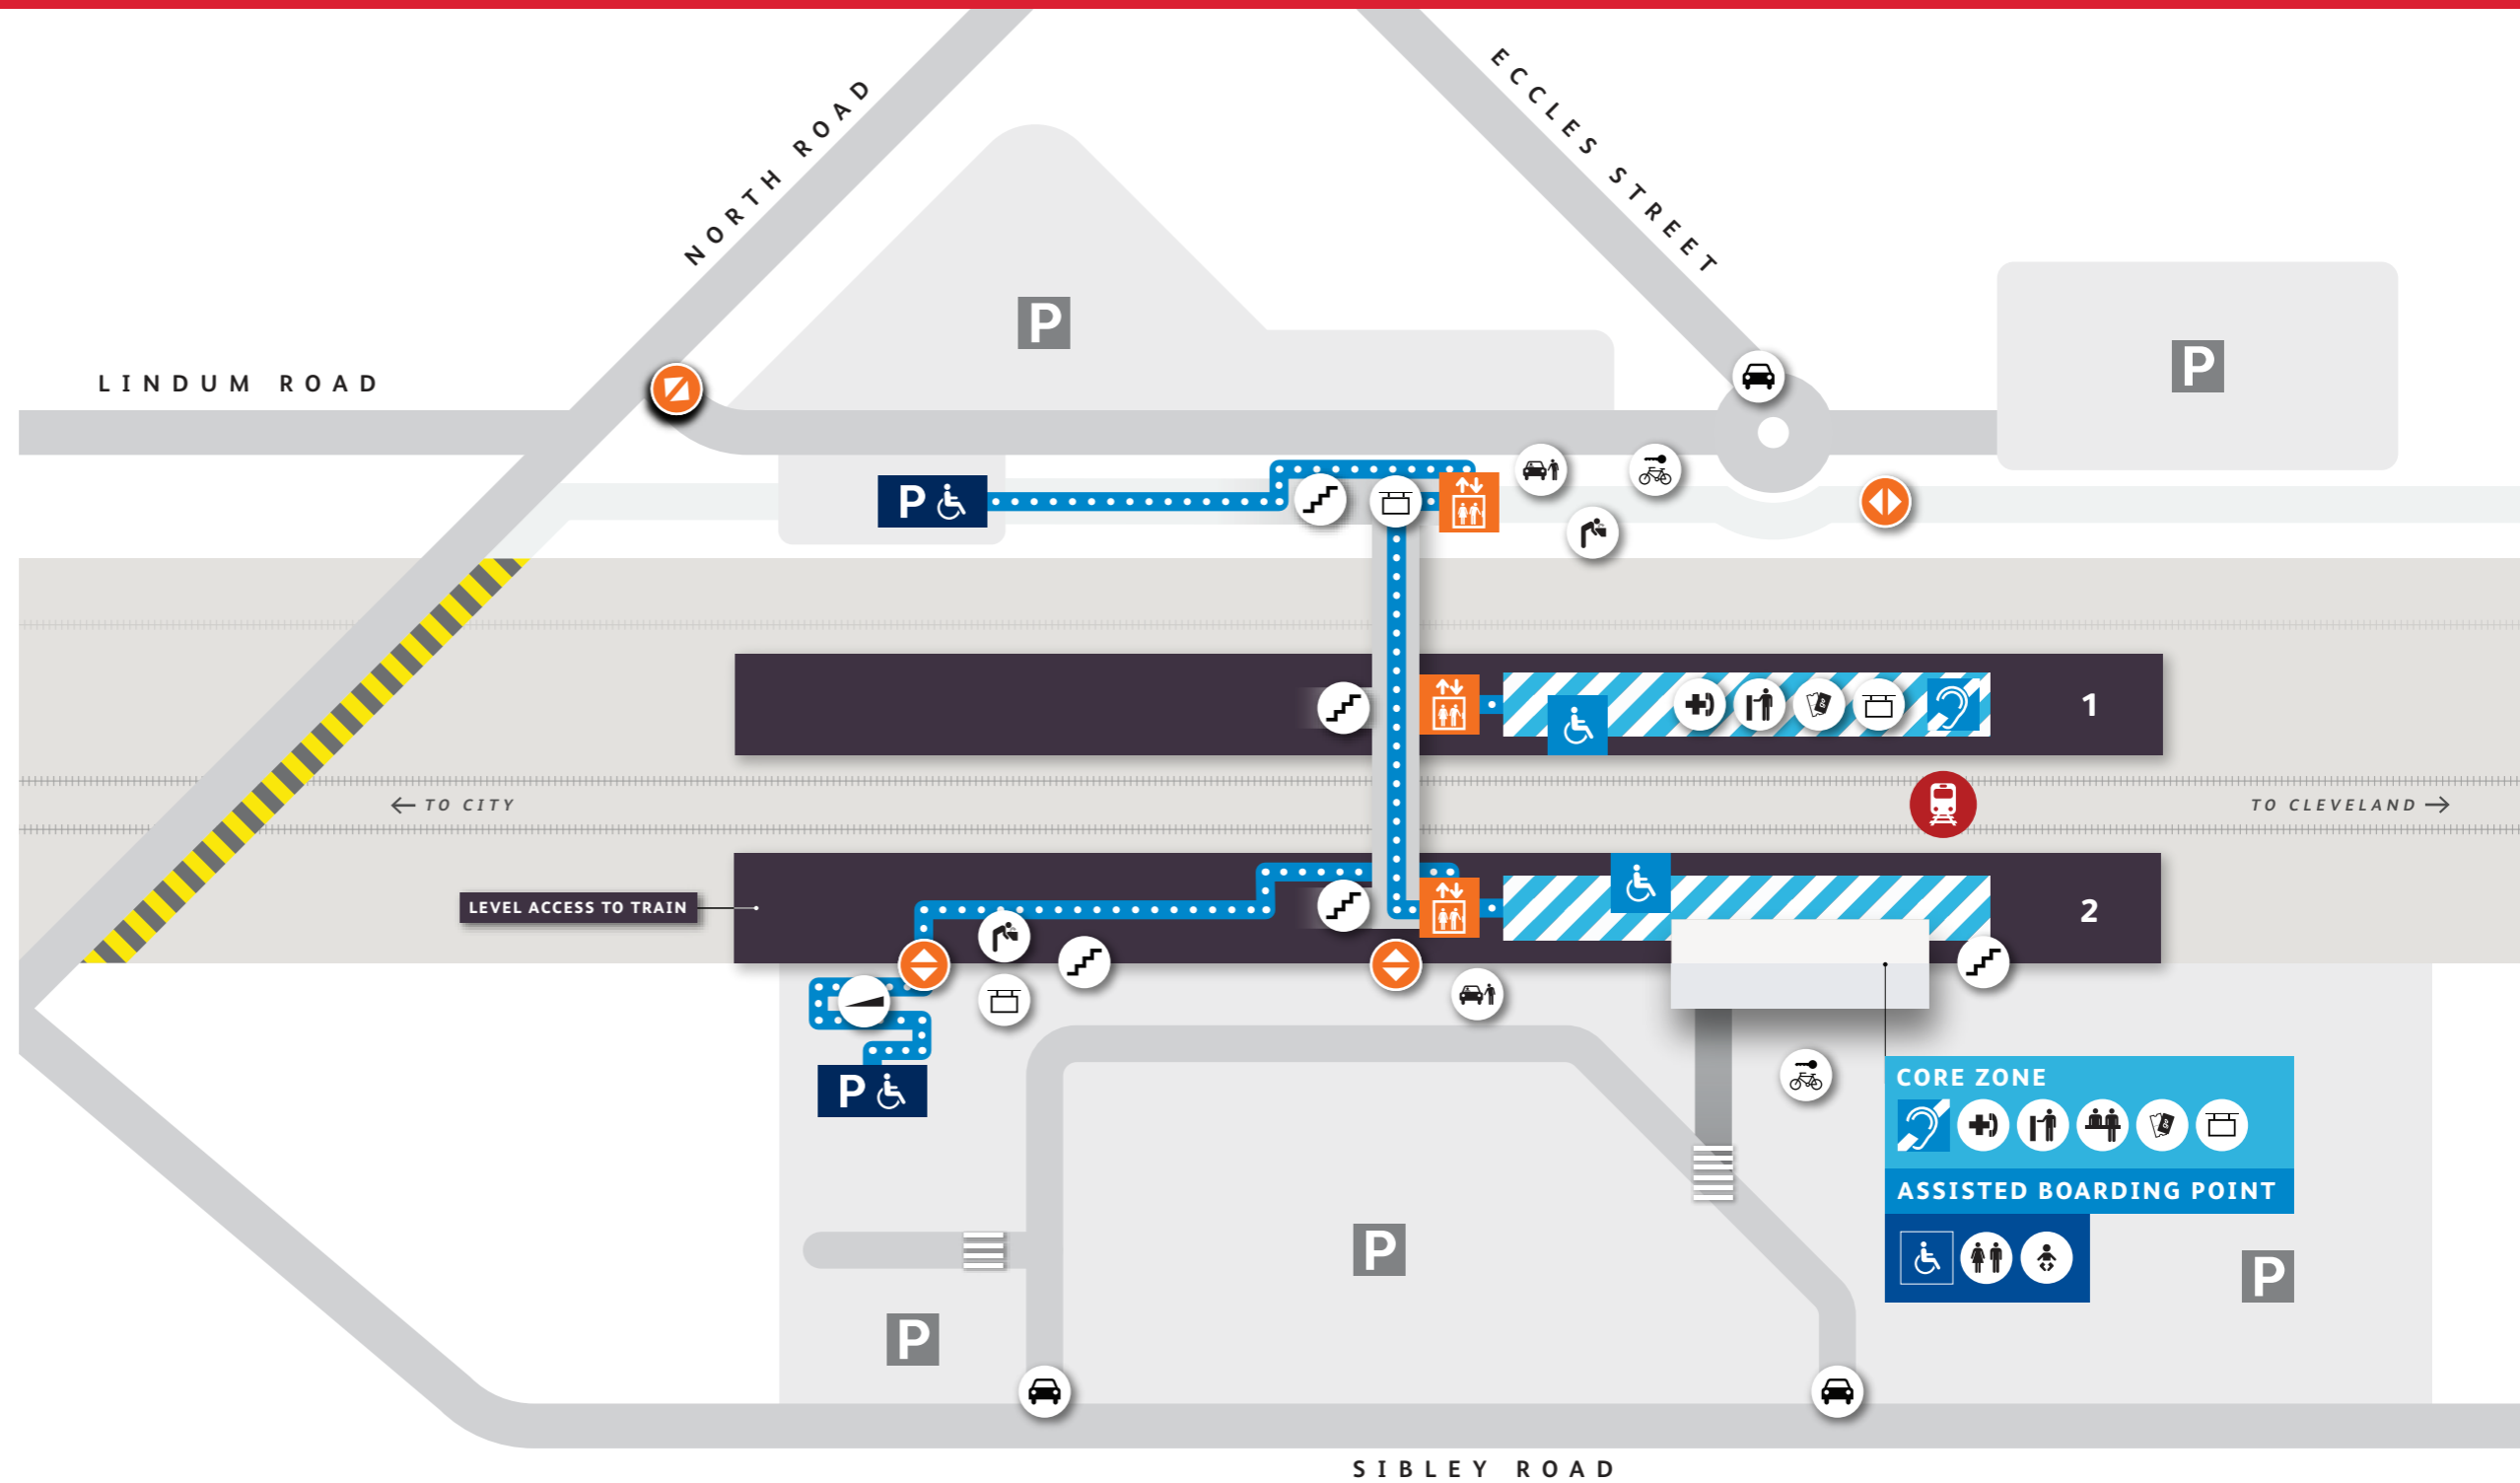 ECCLES STREET
NORTH ROAD
P
P
LINDUM ROAD
P
1
← TO CITY
TO CLEVELAND →
LEVEL ACCESS TO TRAIN
2
P
CORE ZONE
ASSISTED BOARDING POINT
P
P
P
SIBLEY ROAD